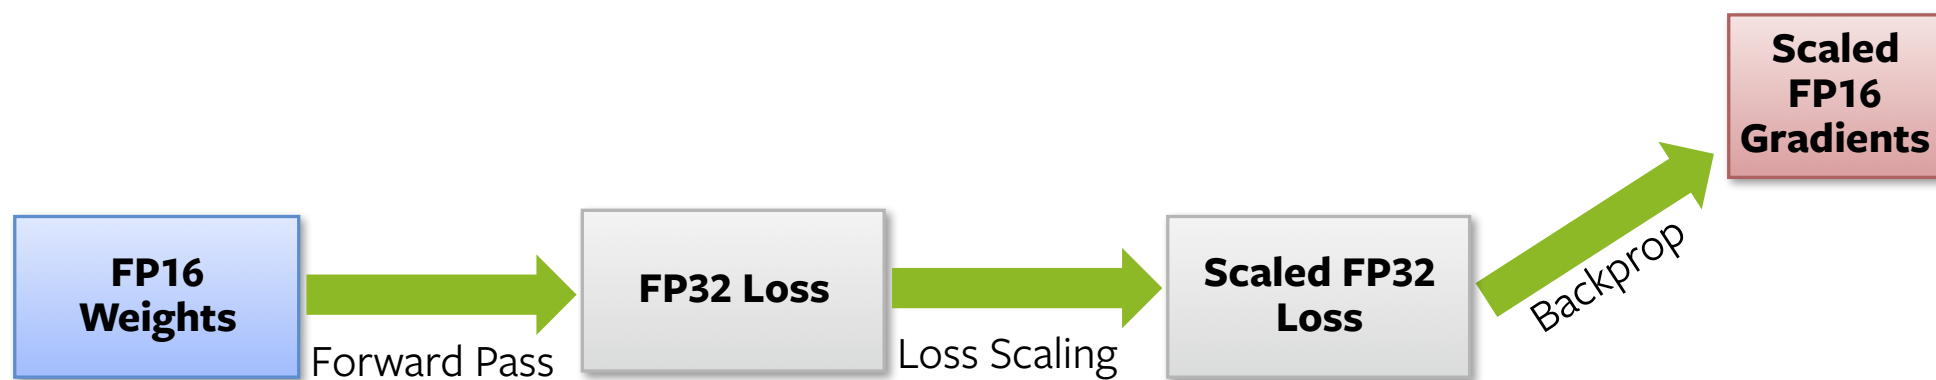 FP16
Weights
Forward Pass
FP32 Loss
Loss Scaling
Scaled FP32
Loss
Backprop
Scaled
FP16
Gradients